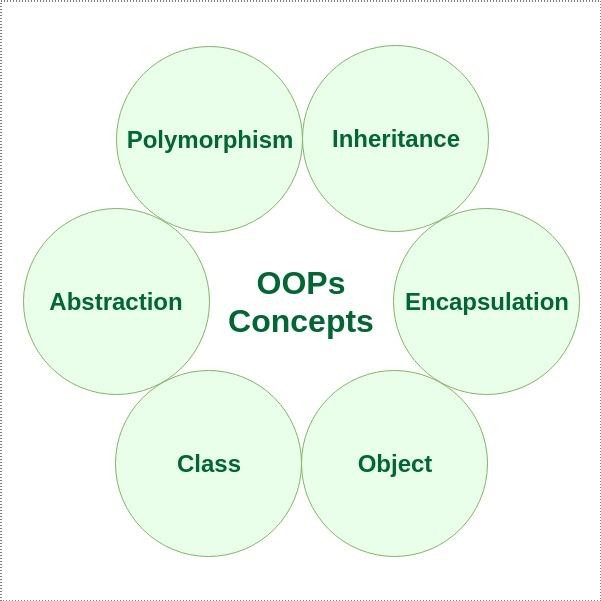 Polymorphism
Inheritance
Abstraction
OOPs
Concepts
Encapsulation
Class
Object